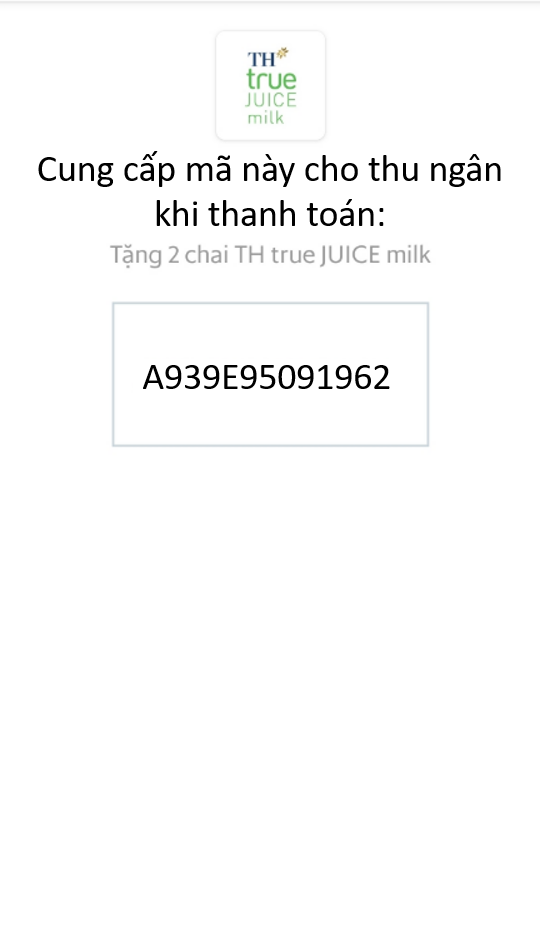 TH
true
JUICE
milk
Cung cấp mã này cho thu ngân
khi thanh toán:
Tặng 2 chai TH true JUICE milk
A939E95091962